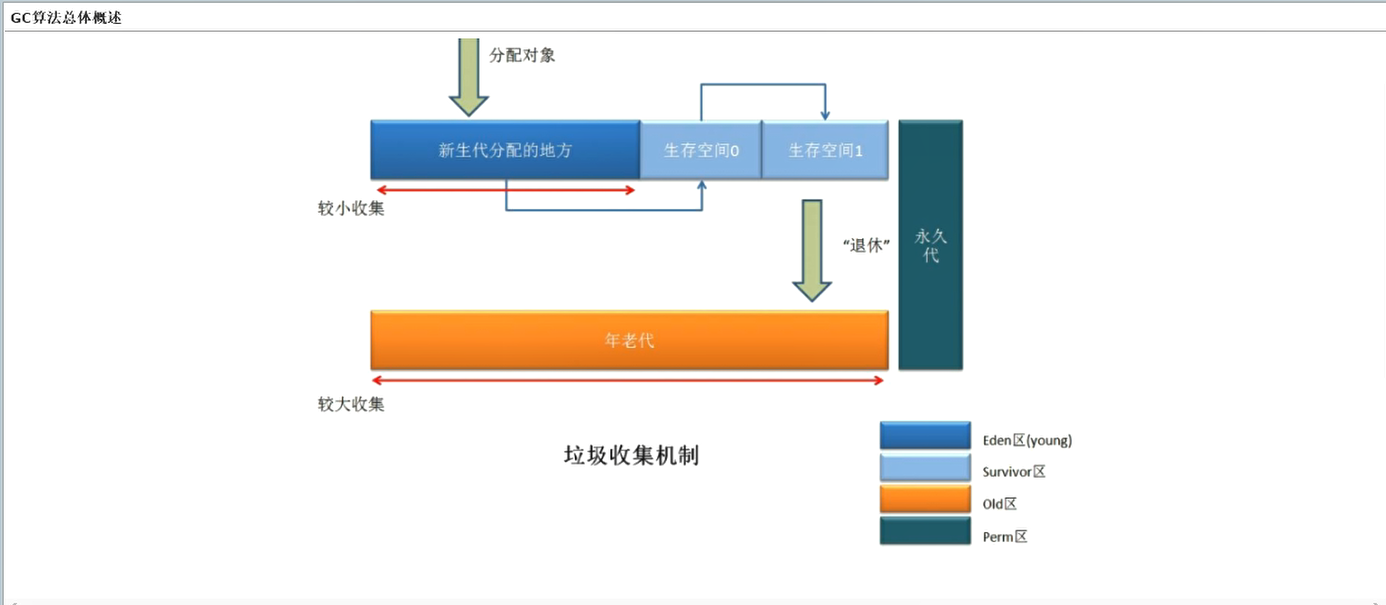 GC算法总体概述
分配对象
新生代分配的地方
生存空间0
生存空间1
较小收集
“退休”
永久
代
年老代
较大收集
垃圾收集机制
Eden区(young)
Survivor区
Old区
Perm区